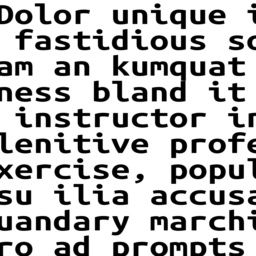 Dolor unique i
fastidious sc
am an kumquat
ness bland it
instructor in
lenitive profe
xercise, popul
su ilia accusa
uandary marchi
ro ad prompts